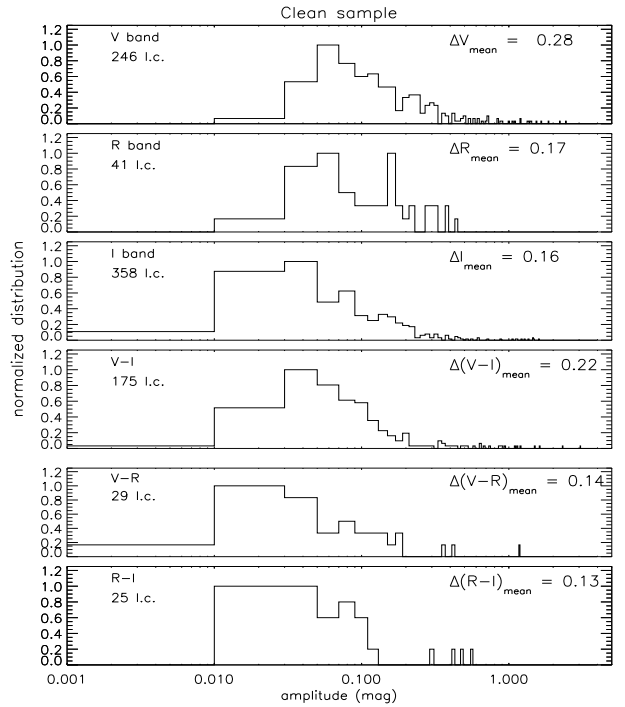 Clean sample
1.2
1.0
0.8
0.6
0.4
0.2
0.0
V band
246 l.c.
ΔV_mean = 0.28
1.2
1.0
0.8
0.6
0.4
0.2
0.0
R band
41 l.c.
ΔR_mean = 0.17
1.2
1.0
0.8
0.6
0.4
0.2
0.0
I band
358 l.c.
ΔI_mean = 0.16
1.2
1.0
0.8
0.6
0.4
0.2
0.0
V−I
175 l.c.
Δ(V−I)_mean = 0.22
1.2
1.0
0.8
0.6
0.4
0.2
0.0
V−R
29 l.c.
Δ(V−R)_mean = 0.14
1.2
1.0
0.8
0.6
0.4
0.2
0.0
R−I
25 l.c.
Δ(R−I)_mean = 0.13
normalized distribution
0.001 0.010 0.100 1.000
amplitude (mag)